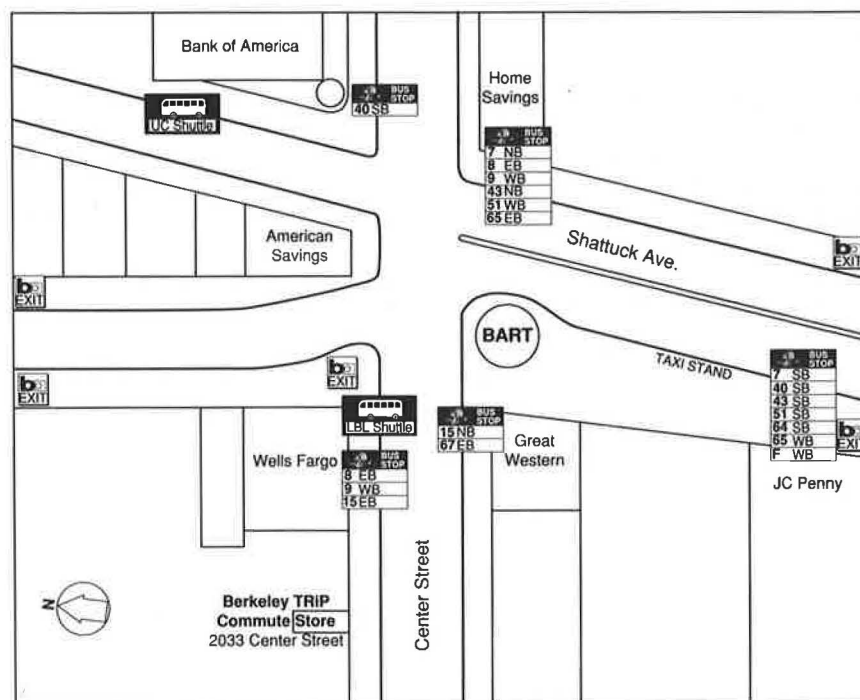 Bank of America
BUS
STOP
40 SB
UC Shuttle
Home
Savings
BUS
STOP
7 NB
8 EB
9 WB
43 NB
51 WB
65 EB
American
Savings
Shattuck Ave.
b
EXIT
b
EXIT
BART
TAXI STAND
b
EXIT
b
EXIT
BUS
STOP
7 SB
40 SB
43 SB
51 SB
64 SB
65 WB
F WB
b
EXIT
JC Penny
LBL Shuttle
BUS
STOP
15 NB
67 EB
Great
Western
Wells Fargo
BUS
STOP
8 EB
9 WB
15 EB
Center Street
N
Berkeley TRiP
Commute Store
2033 Center Street